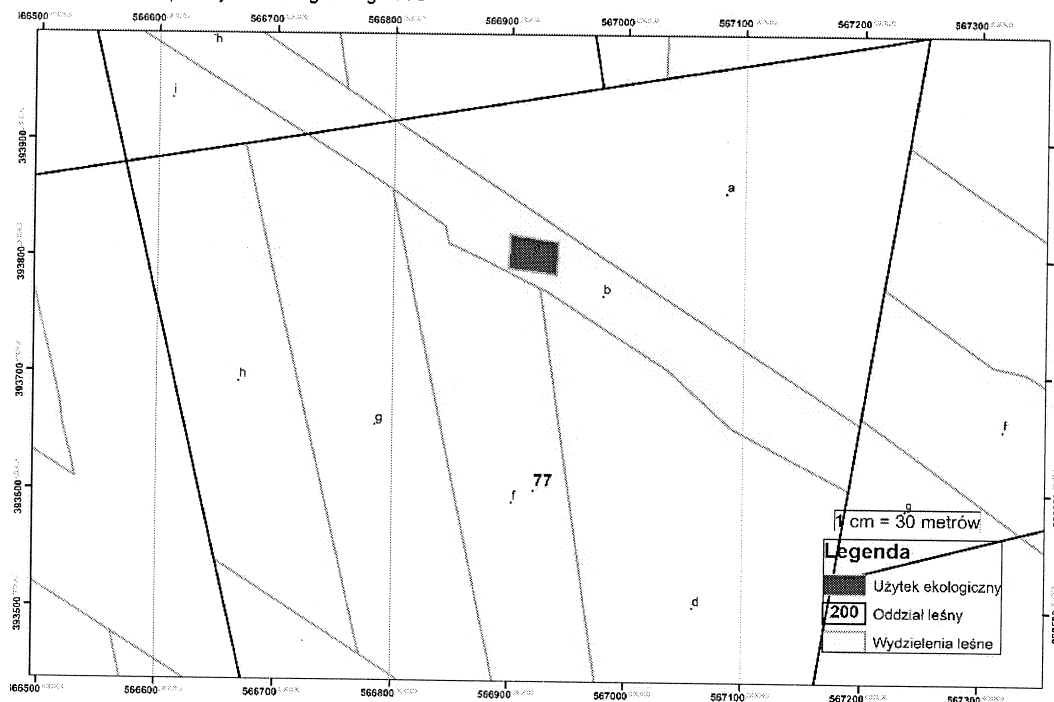 566500 566600 566700 566800 566900 567000 567100 567200 567300
h
j
393900
a
393800
b
393700
h
g
f
77
f
393600
g
1 cm = 30 metrów
Legenda
Użytek ekologiczny
d
393500
200 Oddział leśny
Wydzielenia leśne
566500 566600 566700 566800 566900 567000 567100 567200 567300